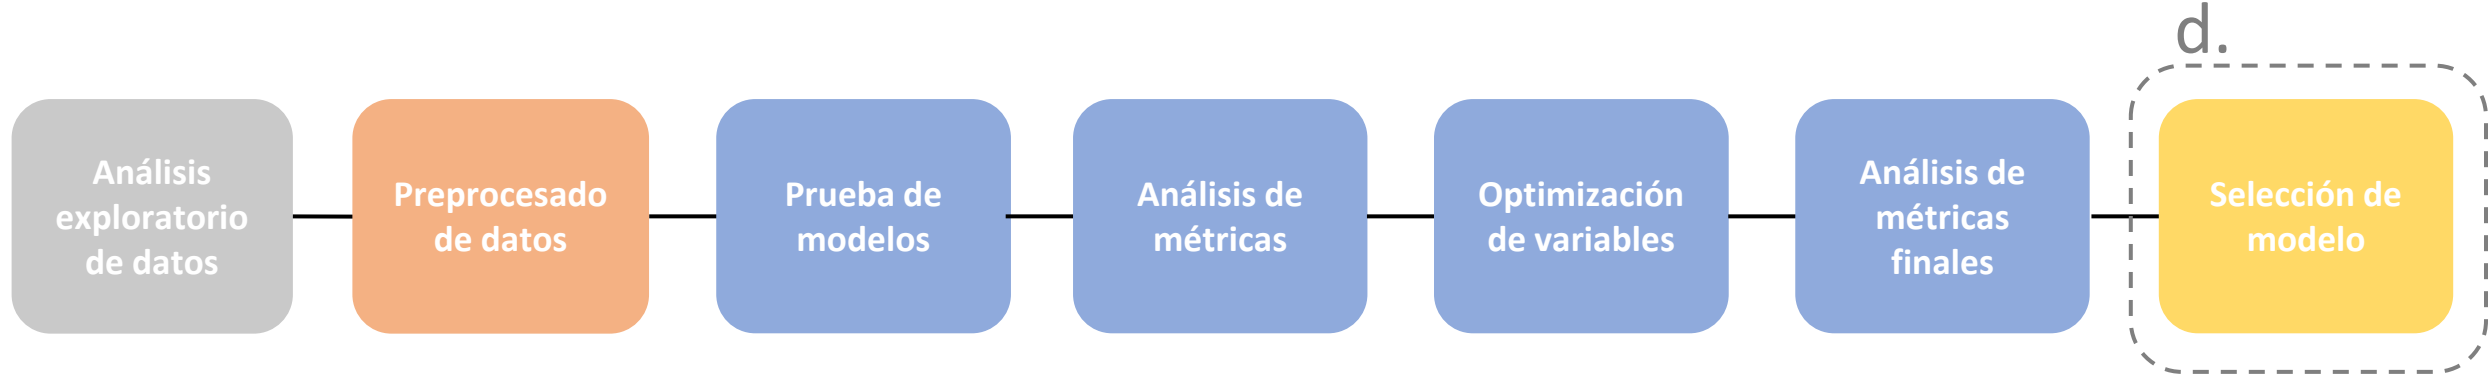 d.
Análisis
exploratorio
de datos
Preprocesado
de datos
Prueba de
modelos
Análisis de
métricas
Optimización
de variables
Análisis de
métricas
finales
Selección de
modelo